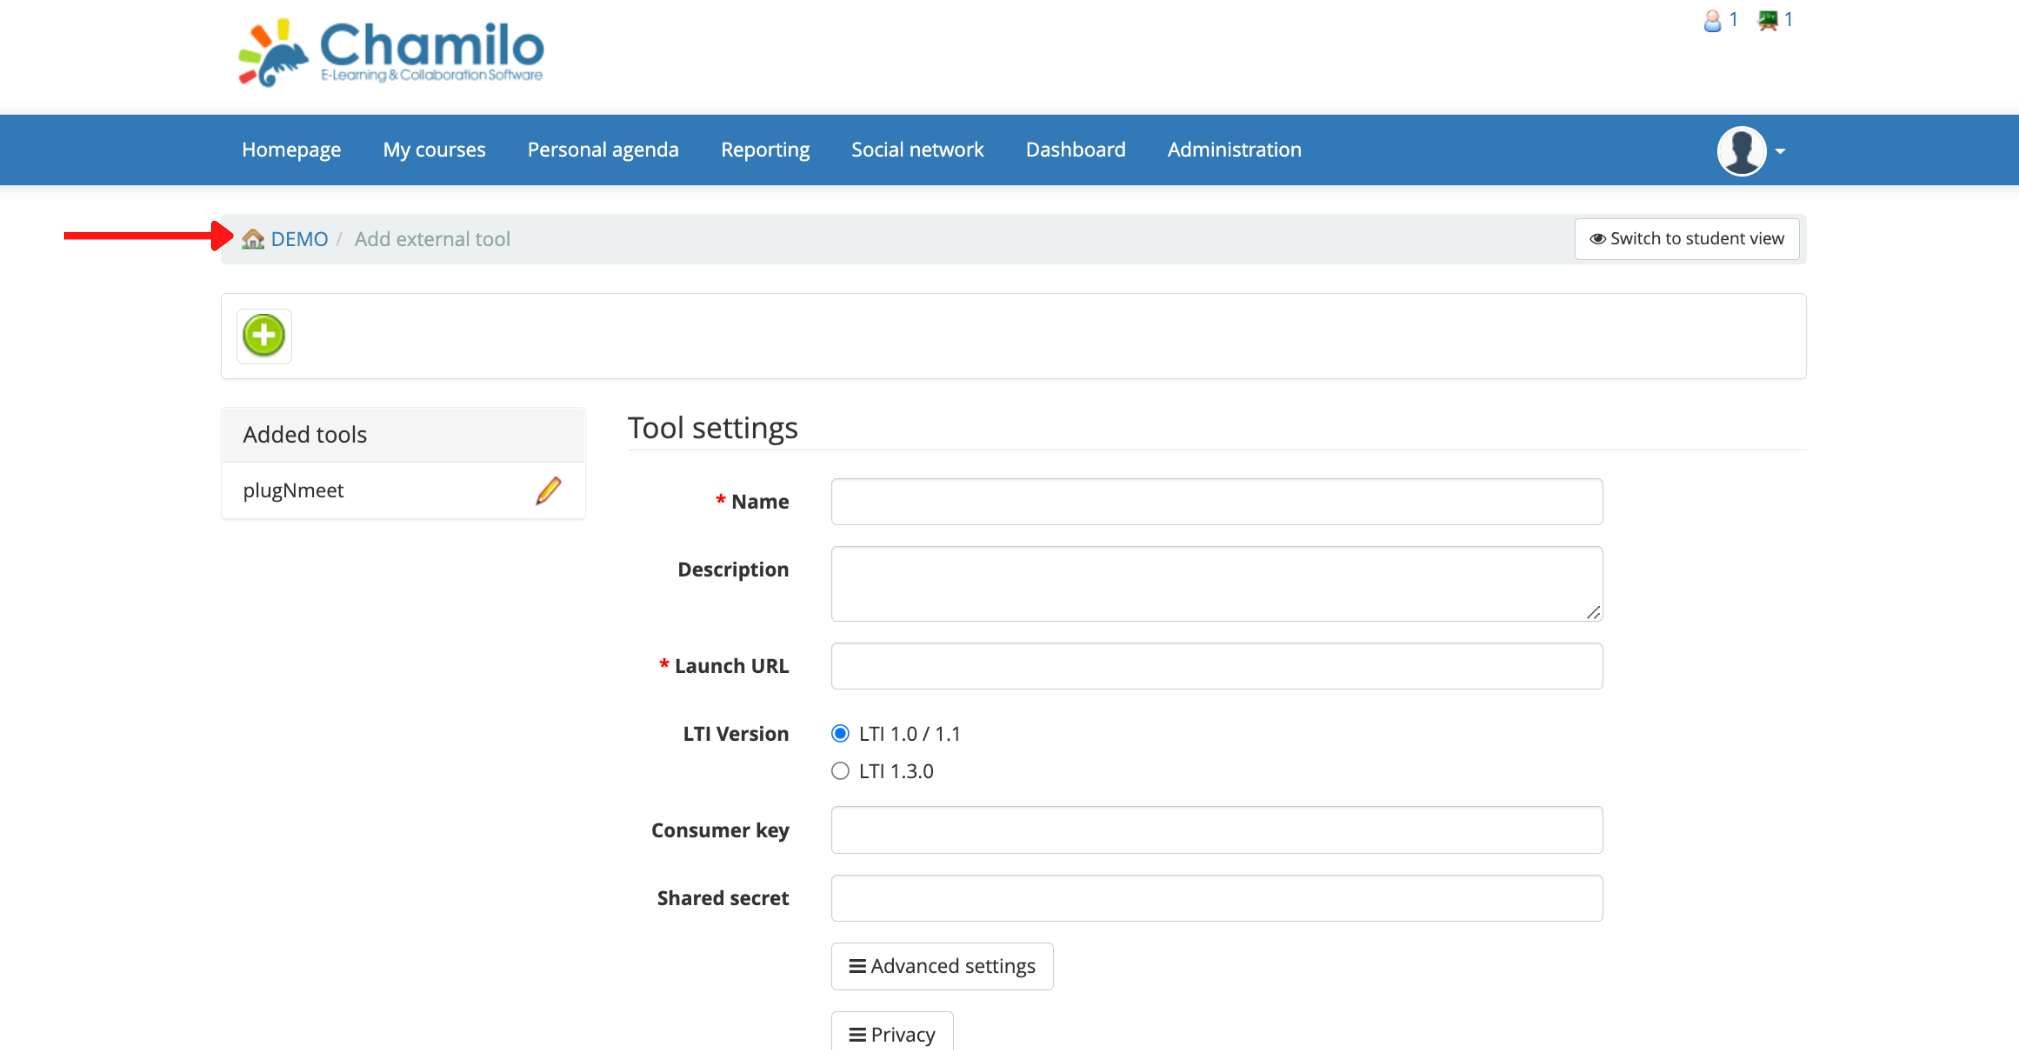 1 1
Chamilo
E-Learning & Collaboration Software
Homepage My courses Personal agenda Reporting Social network Dashboard Administration
DEMO / Add external tool Switch to student view
Added tools
plugNmeet
Tool settings
* Name
Description
* Launch URL
LTI Version LTI 1.0 / 1.1
LTI 1.3.0
Consumer key
Shared secret
Advanced settings
Privacy